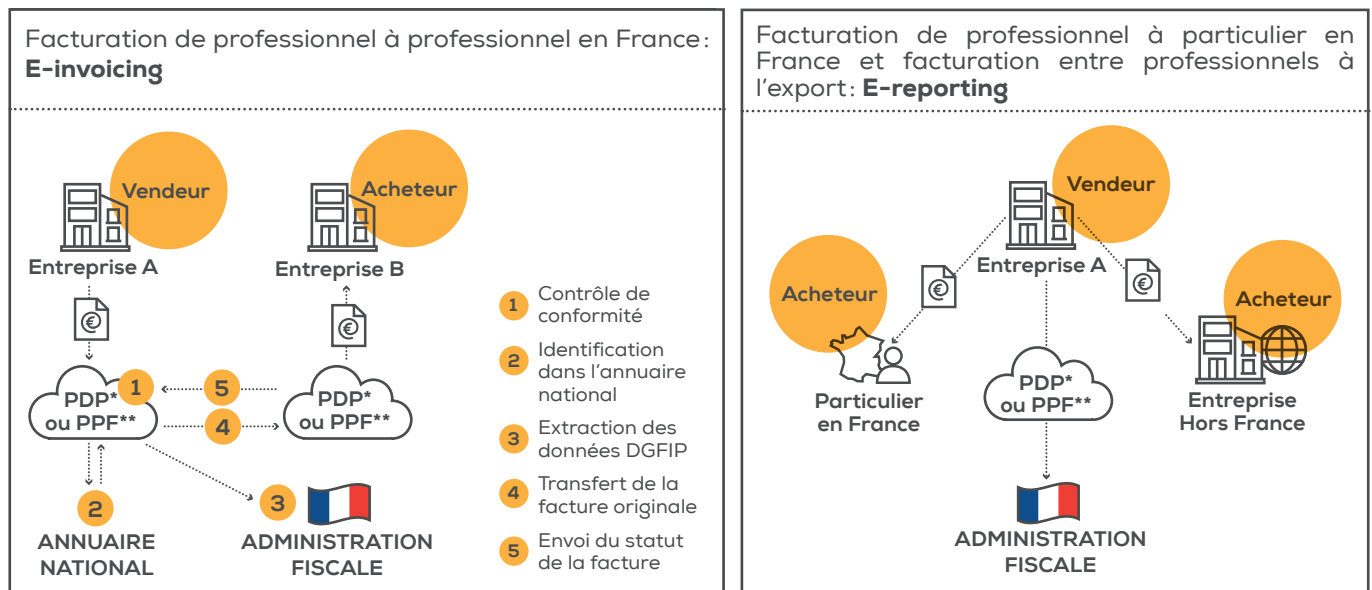 Facturation de professionnel à professionnel en France :
E-invoicing
Vendeur
Acheteur
Entreprise A
Entreprise B
€
€
PDP*
ou PPF**
1
5
4
PDP*
ou PPF**
2
3
ANNUAIRE
NATIONAL
ADMINISTRATION
FISCALE
1 Contrôle de
conformité
2 Identification
dans l'annuaire
national
3 Extraction des
données DGFIP
4 Transfert de la
facture originale
5 Envoi du statut
de la facture
Facturation de professionnel à particulier en
France et facturation entre professionnels à
l'export : E-reporting
Vendeur
Entreprise A
Acheteur
€
€
Acheteur
Particulier
en France
PDP*
ou PPF**
Entreprise
Hors France
ADMINISTRATION
FISCALE